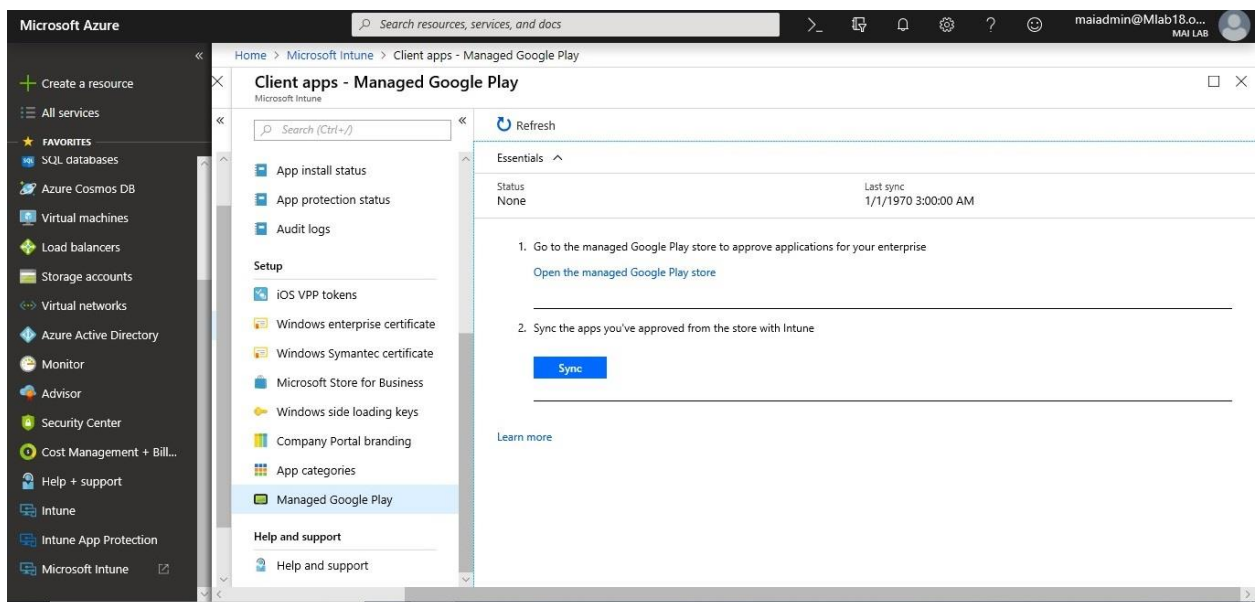 Microsoft Azure
Search resources, services, and docs
maiadmin@Mlab18.o...
MAI LAB
Home > Microsoft Intune > Client apps - Managed Google Play
Create a resource
All services
FAVORITES
SQL databases
Azure Cosmos DB
Virtual machines
Load balancers
Storage accounts
Virtual networks
Azure Active Directory
Monitor
Advisor
Security Center
Cost Management + Bill...
Help + support
Intune
Intune App Protection
Microsoft Intune
Client apps - Managed Google Play
Microsoft Intune
Search (Ctrl+/)
App install status
App protection status
Audit logs
Setup
iOS VPP tokens
Windows enterprise certificate
Windows Symantec certificate
Microsoft Store for Business
Windows side loading keys
Company Portal branding
App categories
Managed Google Play
Help and support
Help and support
Refresh
Essentials
Status
None
Last sync
1/1/1970 3:00:00 AM
1. Go to the managed Google Play store to approve applications for your enterprise
Open the managed Google Play store
2. Sync the apps you've approved from the store with Intune
Sync
Learn more